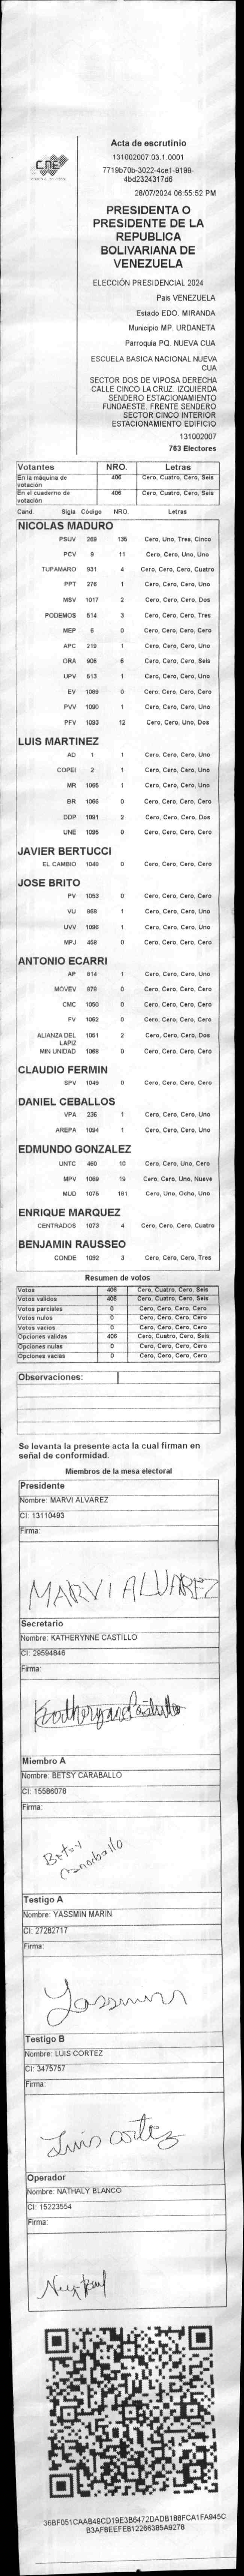 CNE
Acta de escrutinio
131002007.03.1.0001
7719b70b-3022-4ce1-9199-
4bd2324317d6
28/07/2024 06:55:52 PM
PRESIDENTA O
PRESIDENTE DE LA
REPUBLICA
BOLIVARIANA DE
VENEZUELA
ELECCIÓN PRESIDENCIAL 2024
Pais VENEZUELA
Estado EDO. MIRANDA
Municipio MP. URDANETA
Parroquia PQ. NUEVA CUA
ESCUELA BASICA NACIONAL NUEVA
CUA
SECTOR DOS DE VIPOSA DERECHA
CALLE CINCO LA CRUZ. IZQUIERDA
SENDERO ESTACIONAMIENTO
FUNDAESTE. FRENTE SENDERO
SECTOR CINCO INTERIOR
ESTACIONAMIENTO EDIFICIO
131002007
763 Electores
Votantes NRO. Letras
En la máquina de votación 406 Cero, Cuatro, Cero, Seis
En el cuaderno de votación 406 Cero, Cuatro, Cero, Seis
Cand. Sigla Código NRO. Letras
NICOLAS MADURO
PSUV 269 135 Cero, Uno, Tres, Cinco
PCV 8 11 Cero, Cero, Uno, Uno
TUPAMARO 931 4 Cero, Cero, Cero, Cuatro
PPT 276 1 Cero, Cero, Cero, Uno
MSV 1017 2 Cero, Cero, Cero, Dos
PODEMOS 514 3 Cero, Cero, Cero, Tres
MEP 6 0 Cero, Cero, Cero, Cero
APC 219 1 Cero, Cero, Cero, Uno
ORA 906 6 Cero, Cero, Cero, Seis
UPV 513 1 Cero, Cero, Cero, Uno
EV 1089 0 Cero, Cero, Cero, Cero
PVV 1090 1 Cero, Cero, Cero, Uno
PFV 1093 12 Cero, Cero, Uno, Dos
LUIS MARTINEZ
AD 1 1 Cero, Cero, Cero, Uno
COPEI 2 1 Cero, Cero, Cero, Uno
MR 1065 1 Cero, Cero, Cero, Uno
BR 1066 0 Cero, Cero, Cero, Cero
DDP 1091 2 Cero, Cero, Cero, Dos
UNE 1095 0 Cero, Cero, Cero, Cero
JAVIER BERTUCCI
EL CAMBIO 1048 0 Cero, Cero, Cero, Cero
JOSE BRITO
PV 1053 0 Cero, Cero, Cero, Cero
VU 868 1 Cero, Cero, Cero, Uno
UVV 1096 1 Cero, Cero, Cero, Uno
MPJ 458 0 Cero, Cero, Cero, Cero
ANTONIO ECARRI
AP 814 1 Cero, Cero, Cero, Uno
MOVEV 879 0 Cero, Cero, Cero, Cero
CMC 1050 0 Cero, Cero, Cero, Cero
FV 1062 0 Cero, Cero, Cero, Cero
ALIANZA DEL LAPIZ 1051 2 Cero, Cero, Cero, Dos
MIN UNIDAD 1068 0 Cero, Cero, Cero, Cero
CLAUDIO FERMIN
SPV 1049 0 Cero, Cero, Cero, Cero
DANIEL CEBALLOS
VPA 236 1 Cero, Cero, Cero, Uno
AREPA 1094 1 Cero, Cero, Cero, Uno
EDMUNDO GONZALEZ
UNTC 460 10 Cero, Cero, Uno, Cero
MPV 1069 19 Cero, Cero, Uno, Nueve
MUD 1075 181 Cero, Uno, Ocho, Uno
ENRIQUE MARQUEZ
CENTRADOS 1073 4 Cero, Cero, Cero, Cuatro
BENJAMIN RAUSSEO
CONDE 1092 3 Cero, Cero, Cero, Tres
Resumen de votos
Votos 406 Cero, Cuatro, Cero, Seis
Votos validos 406 Cero, Cuatro, Cero, Seis
Votos parciales 0 Cero, Cero, Cero, Cero
Votos nulos 0 Cero, Cero, Cero, Cero
Votos vacios 0 Cero, Cero, Cero, Cero
Opciones validas 406 Cero, Cuatro, Cero, Seis
Opciones nulas 0 Cero, Cero, Cero, Cero
Opciones vacias 0 Cero, Cero, Cero, Cero
Observaciones:
Se levanta la presente acta la cual firman en
señal de conformidad.
Miembros de la mesa electoral
Presidente
Nombre: MARVI ALVAREZ
CI: 13110493
Firma:
MARVI ALVAREZ
Secretario
Nombre: KATHERYNNE CASTILLO
CI: 29594846
Firma:
Miembro A
Nombre: BETSY CARABALLO
CI: 15586078
Firma:
Betsy
Caraballo
Testigo A
Nombre: YASSMIN MARIN
CI: 27282717
Firma:
Yassmin
Testigo B
Nombre: LUIS CORTEZ
CI: 3475757
Firma:
Luis cortez
Operador
Nombre: NATHALY BLANCO
CI: 15223554
Firma:
36BF051CAAB49CD19E3B6472DADB188FCA1FA945C
B3AF8EEFE812266385A9278